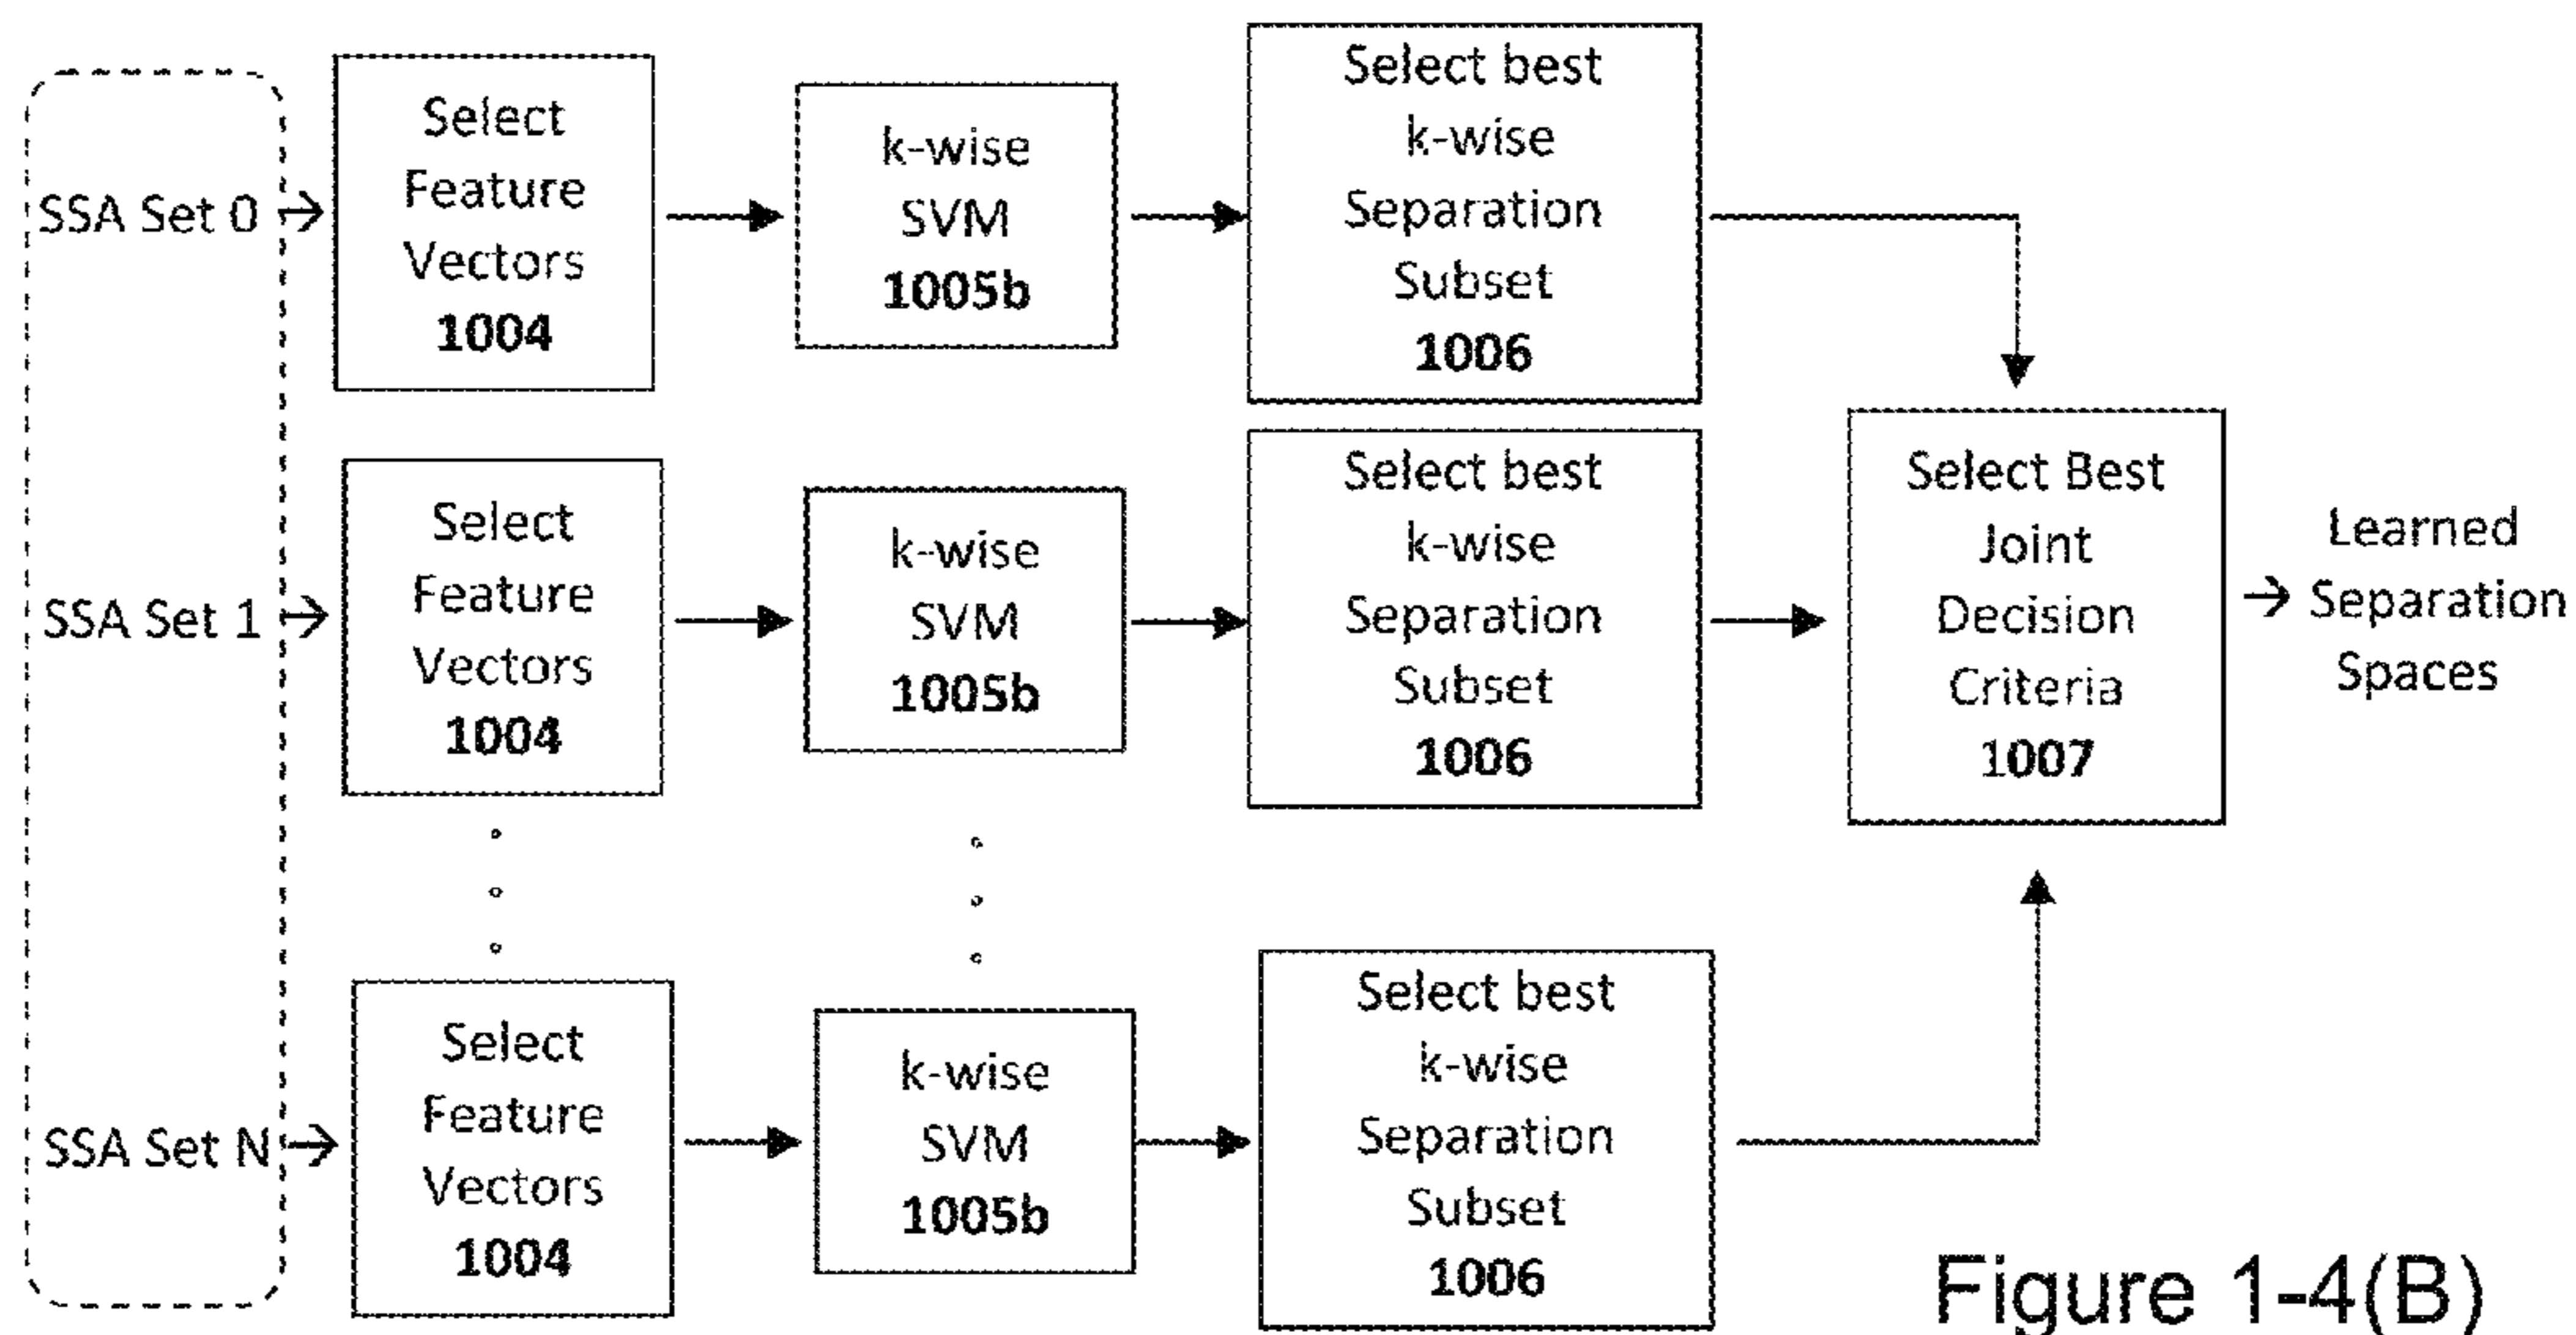 SSA Set 0 →
Select
Feature
Vectors
1004
k-wise
SVM
1005b
Select best
k-wise
Separation
Subset
1006
SSA Set 1 →
Select
Feature
Vectors
1004
k-wise
SVM
1005b
Select best
k-wise
Separation
Subset
1006
Select Best
Joint
Decision
Criteria
1007
Learned
→ Separation
Spaces
SSA Set N →
Select
Feature
Vectors
1004
k-wise
SVM
1005b
Select best
k-wise
Separation
Subset
1006
Figure 1-4(B)